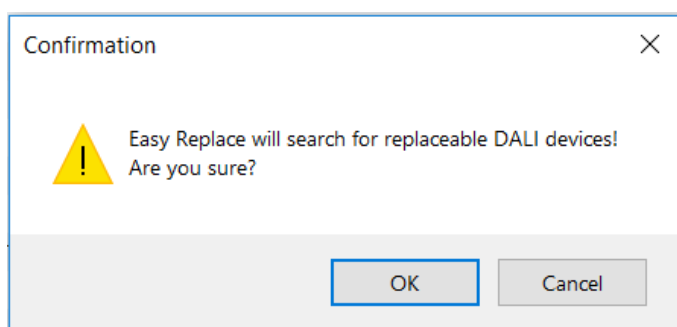 Confirmation
Easy Replace will search for replaceable DALI devices!
Are you sure?
OK
Cancel